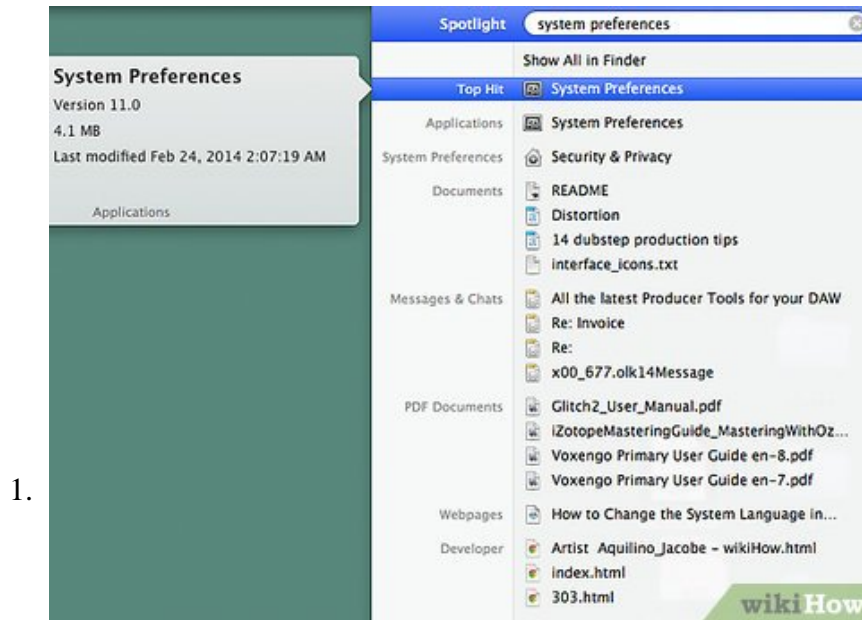 Spotlight system preferences
Show All in Finder
Top Hit System Preferences
System Preferences
Version 11.0
4.1 MB
Last modified Feb 24, 2014 2:07:19 AM
Applications
Applications System Preferences
System Preferences Security & Privacy
Documents README
Distortion
14 dubstep production tips
interface_icons.txt
Messages & Chats All the latest Producer Tools for your DAW
Re: Invoice
Re:
x00_677.olk14Message
PDF Documents Glitch2_User_Manual.pdf
iZotopeMasteringGuide_MasteringWithOz...
Voxengo Primary User Guide en-8.pdf
Voxengo Primary User Guide en-7.pdf
1.
Webpages How to Change the System Language in...
Developer Artist Aquilino_Jacobe - wikiHow.html
index.html
303.html
wikiHow